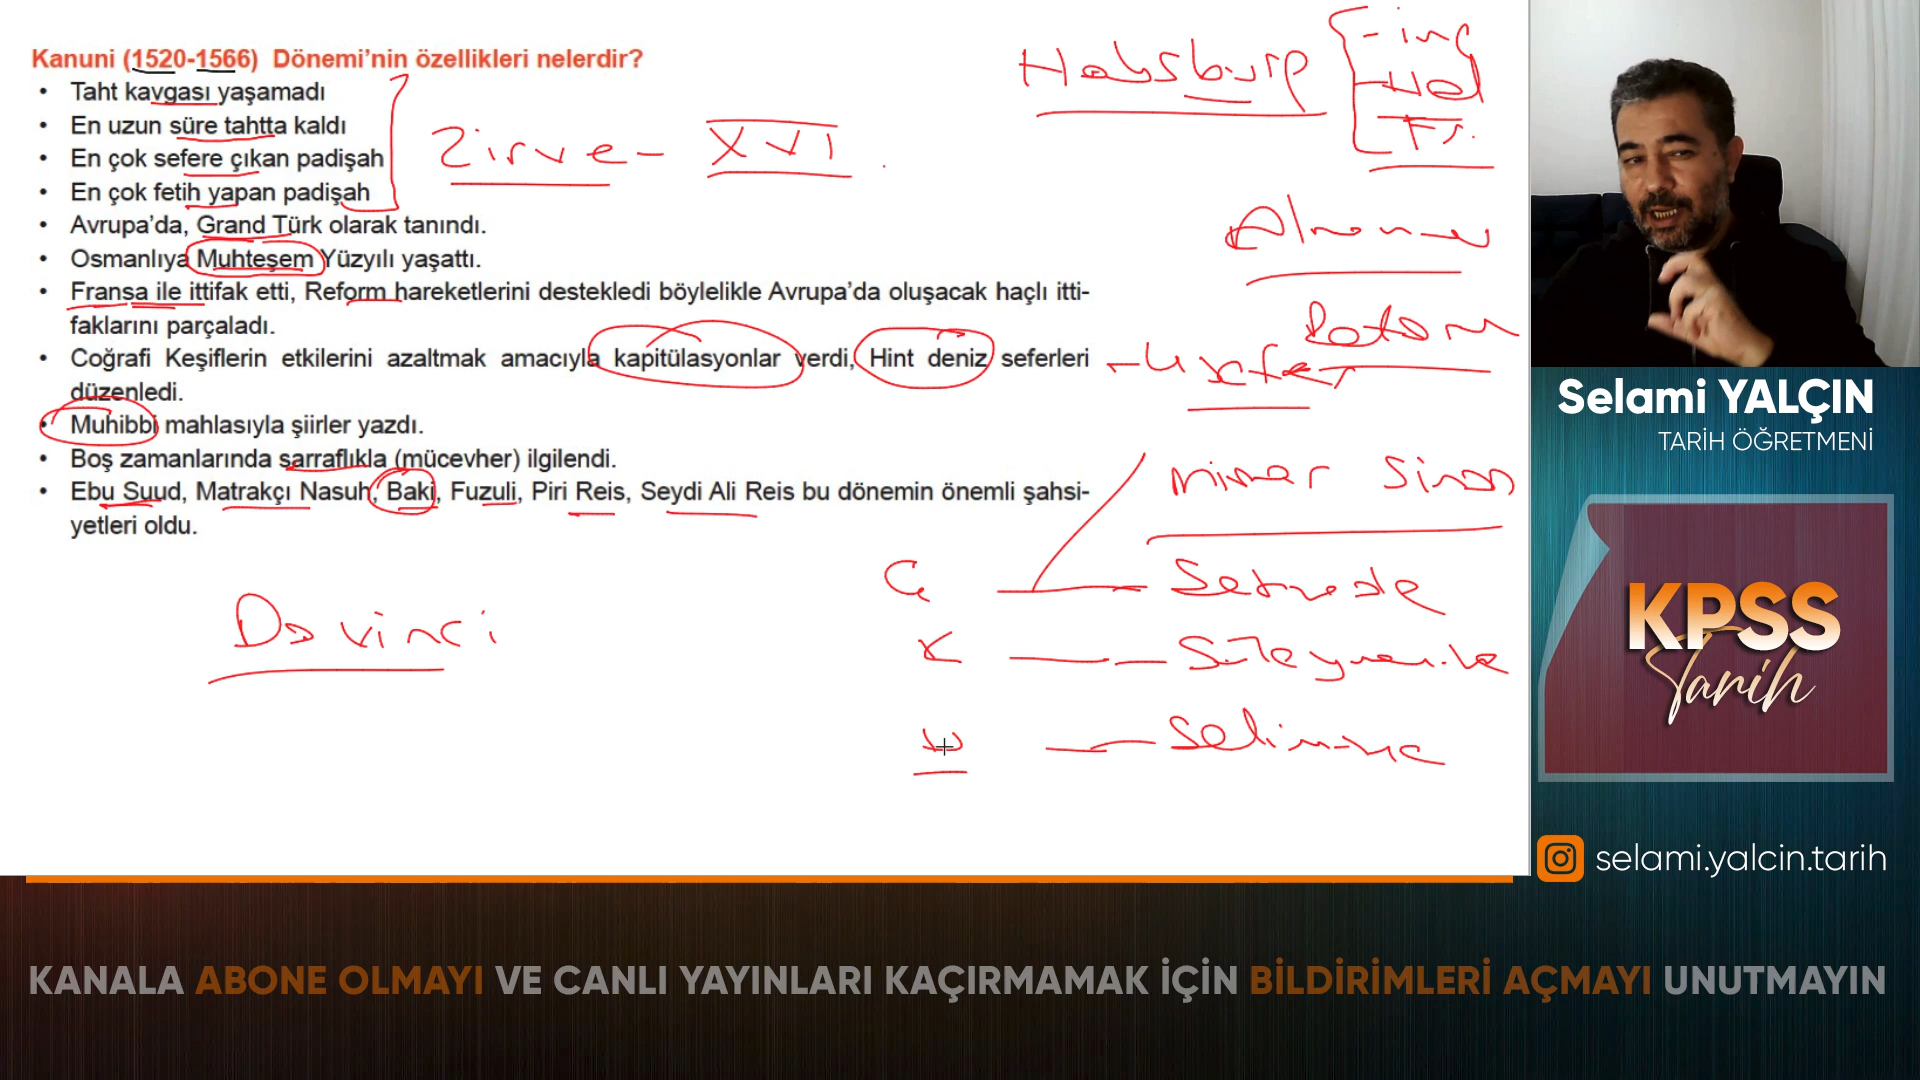 Kanuni (1520-1566) Dönemi’nin özellikleri nelerdir?
• Taht kavgası yaşamadı
• En uzun süre tahtta kaldı
• En çok sefere çıkan padişah
• En çok fetih yapan padişah
Zirve - XVI
• Avrupa’da, Grand Türk olarak tanındı.
• Osmanlıya Muhteşem Yüzyılı yaşattı.
• Fransa ile ittifak etti, Reform hareketlerini destekledi böylelikle Avrupa’da oluşacak haçlı itti-
faklarını parçaladı.
• Coğrafi Keşiflerin etkilerini azaltmak amacıyla kapitülasyonlar verdi, Hint deniz seferleri
düzenledi.
• Muhibbi mahlasıyla şiirler yazdı.
• Boş zamanlarında sarraflıkla (mücevher) ilgilendi.
• Ebu Suud, Matrakçı Nasuh, Baki, Fuzuli, Piri Reis, Seydi Ali Reis bu dönemin önemli şahsi-
yetleri oldu.
Habsburg
- ing
- Hol
Fr.
Mimar Sinan
Ç
K
Süleymaniye
Selimiye
Da vinci
Selami YALÇIN
TARİH ÖĞRETMENİ
KPSS
Tarih
selami.yalcin.tarih
KANALA ABONE OLMAYI VE CANLI YAYINLARI KAÇIRMAMAK İÇİN BİLDİRİMLERİ AÇMAYI UNUTMAYIN